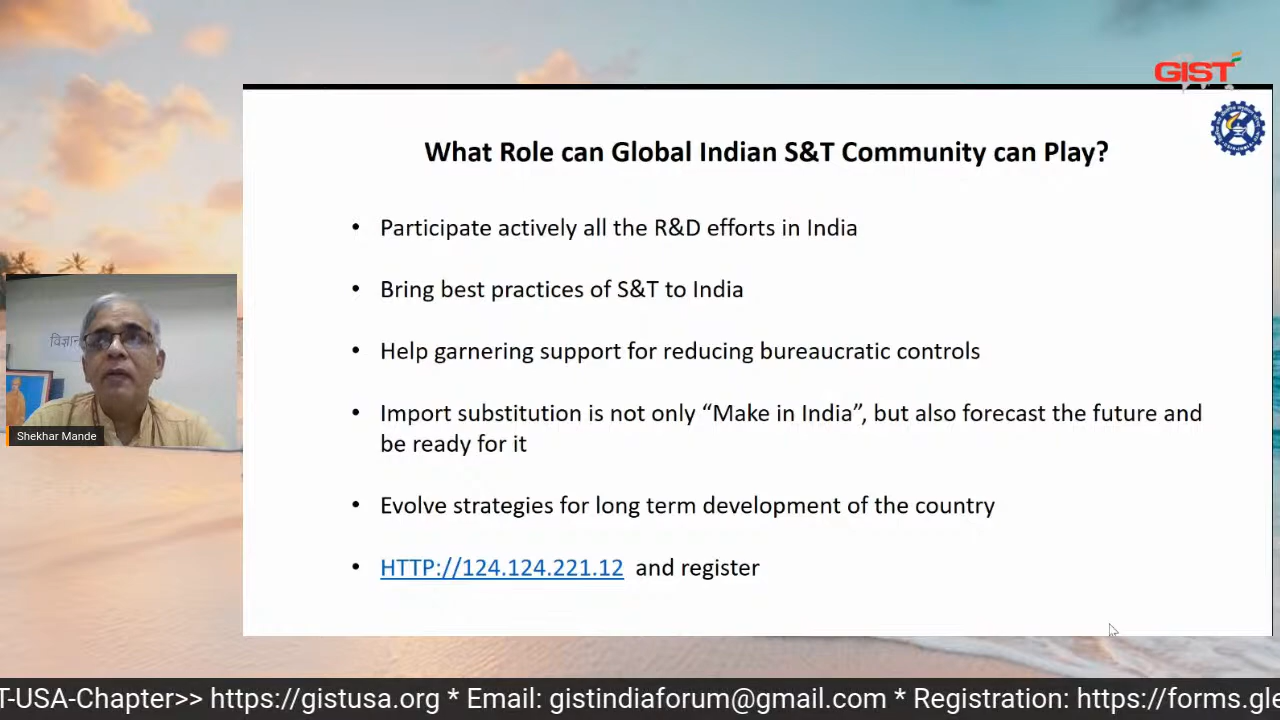 GIST
What Role can Global Indian S&T Community can Play?
• Participate actively all the R&D efforts in India
• Bring best practices of S&T to India
• Help garnering support for reducing bureaucratic controls
• Import substitution is not only “Make in India”, but also forecast the future and
be ready for it
• Evolve strategies for long term development of the country
• HTTP://124.124.221.12 and register
विज्ञान
Shekhar Mande
T-USA-Chapter>> https://gistusa.org * Email: gistindiaforum@gmail.com * Registration: https://forms.gle